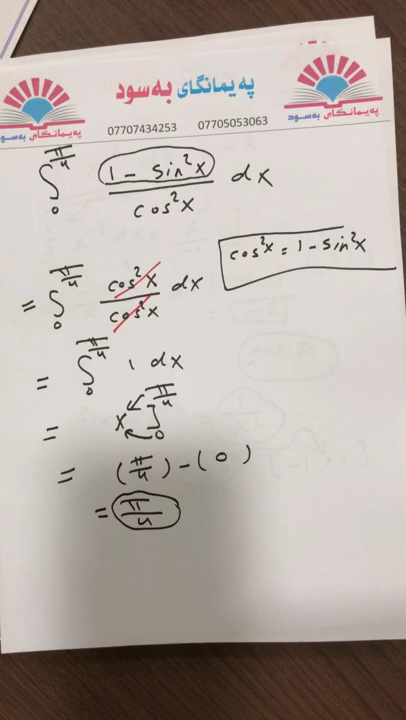 پەیمانگای بەسود
پەیمانگای بەسود
پەیمانگای بەسود
07707434253 07705053063
∫₀^{π/4} (1 - sin²x)/(cos²x) dx
cos²x = 1 - sin²x
= ∫₀^{π/4} (cos²x)/(cos²x) dx
= ∫₀^{π/4} 1 dx
= x ]₀^{π/4}
= (π/4) - (0)
= π/4